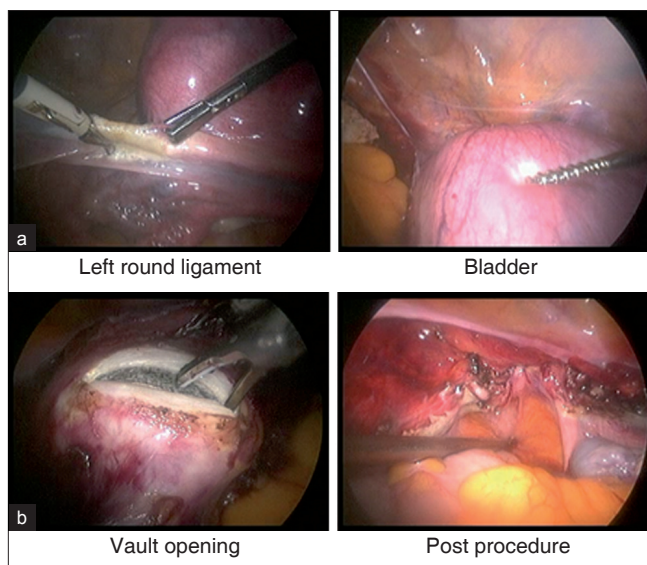 a
Left round ligament
Bladder
b
Vault opening
Post procedure